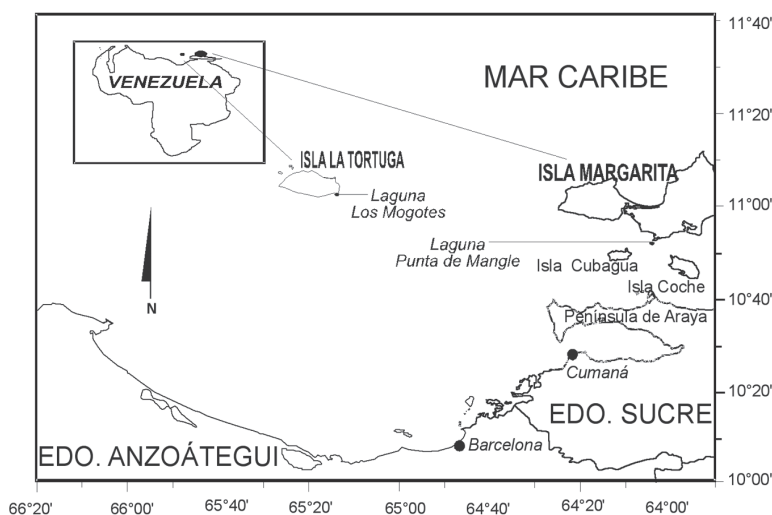 11°40'
VENEZUELA
MAR CARIBE
11°20'
ISLA LA TORTUGA
ISLA MARGARITA
Laguna
Los Mogotes
11°00'
Laguna
Punta de Mangle
Isla Cubagua
Isla Coche
N
10°40'
Península de Araya
Cumaná
10°20'
EDO. SUCRE
Barcelona
EDO. ANZOÁTEGUI
10°00'
66°20' 66°00' 65°40' 65°20' 65°00' 64°40' 64°20' 64°00'